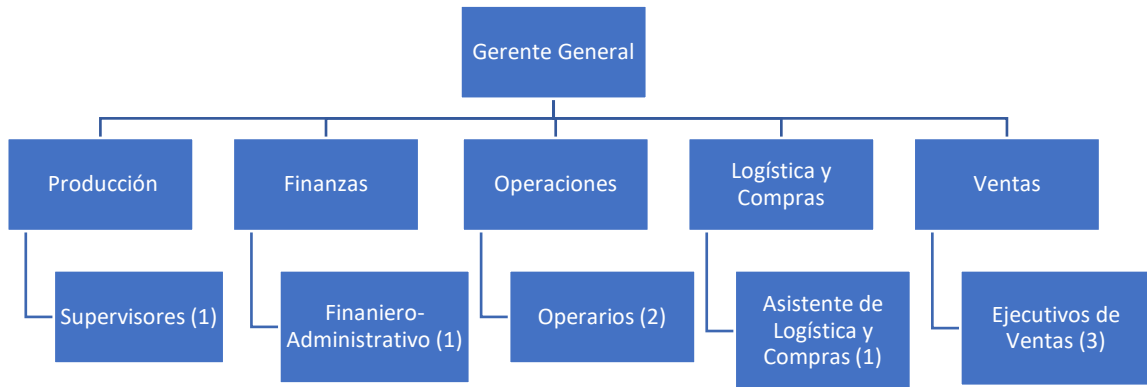 Gerente General
Producción
Finanzas
Operaciones
Logística y
Compras
Ventas
Supervisores (1)
Finaniero-
Administrativo (1)
Operarios (2)
Asistente de
Logística y
Compras (1)
Ejecutivos de
Ventas (3)